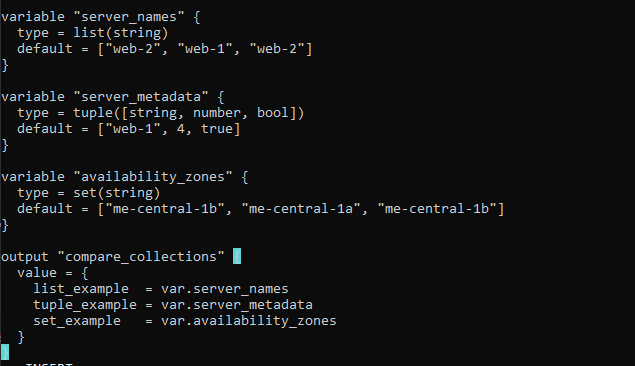 variable "server_names" {
  type = list(string)
  default = ["web-2", "web-1", "web-2"]
}
variable "server_metadata" {
  type = tuple([string, number, bool])
  default = ["web-1", 4, true]
}
variable "availability_zones" {
  type = set(string)
  default = ["me-central-1b", "me-central-1a", "me-central-1b"]
}
output "compare_collections" {
  value = {
    list_example  = var.server_names
    tuple_example = var.server_metadata
    set_example   = var.availability_zones
  }
}
-- INSERT --